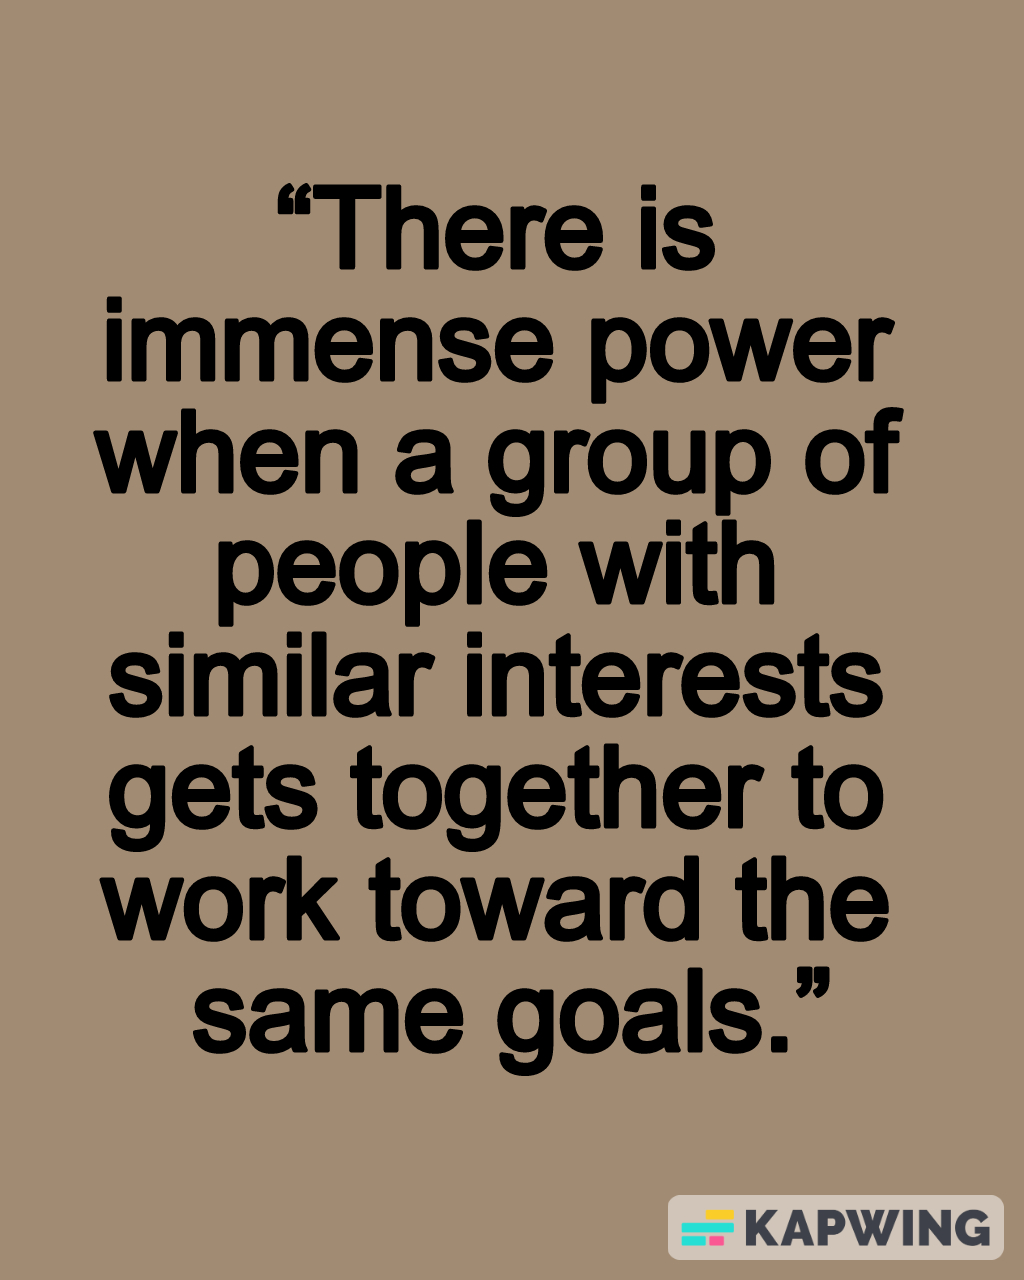 “There is
immense power
when a group of
people with
similar interests
gets together to
work toward the
same goals.”
KAPWING